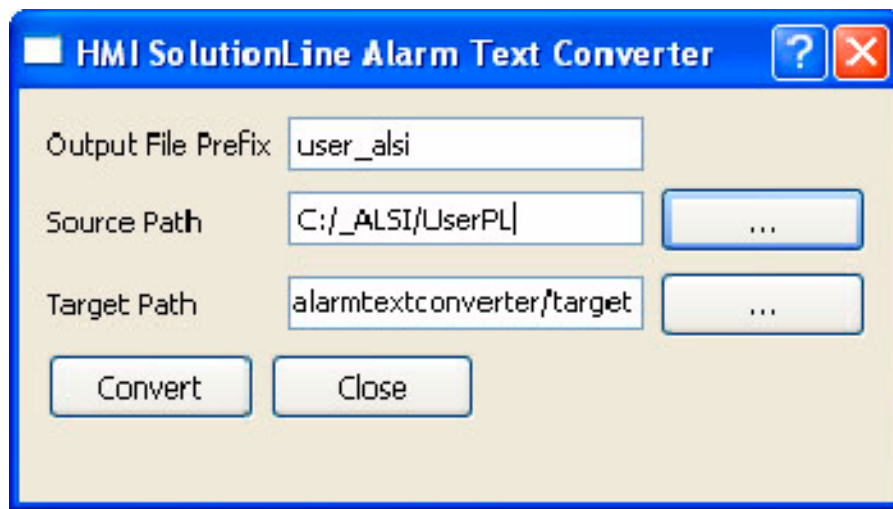 HMI SolutionLine Alarm Text Converter ?
Output File Prefix user_alsi
Source Path C:/_ALSI/UserPL ...
Target Path alarmtextconverter/target ...
Convert Close